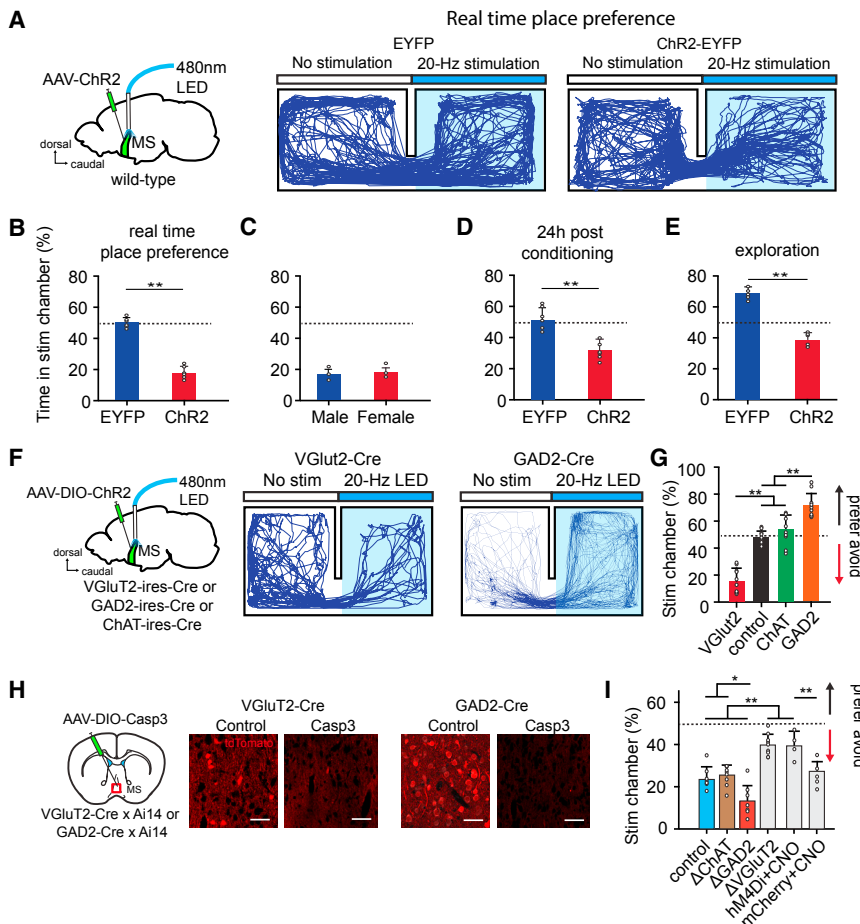 A
Real time place preference
EYFP
ChR2-EYFP
No stimulation
20-Hz stimulation
No stimulation
20-Hz stimulation
AAV-ChR2
480nm
LED
MS
dorsal
caudal
wild-type
B
real time
place preference
C
D
24h post
conditioning
E
exploration
Time in stim chamber (%)
80
60
40
20
0
**
EYFP
ChR2
80
60
40
20
0
Male
Female
80
60
40
20
0
**
EYFP
ChR2
80
60
40
20
0
**
EYFP
ChR2
F
AAV-DIO-ChR2
480nm
LED
MS
dorsal
caudal
VGluT2-ires-Cre or
GAD2-ires-Cre or
ChAT-ires-Cre
VGlut2-Cre
No stim
20-Hz LED
GAD2-Cre
No stim
20-Hz LED
G
Stim chamber (%)
100
80
60
40
20
0
**
**
VGlut2
control
ChAT
GAD2
prefer
avoid
H
AAV-DIO-Casp3
MS
VGluT2-Cre x Ai14 or
GAD2-Cre x Ai14
VGluT2-Cre
Control
Casp3
tdTomato
GAD2-Cre
Control
Casp3
I
Stim chamber (%)
60
40
20
0
*
**
**
control
ΔChAT
ΔGAD2
ΔVGluT2
hM4Di+CNO
mCherry+CNO
prefer
avoid